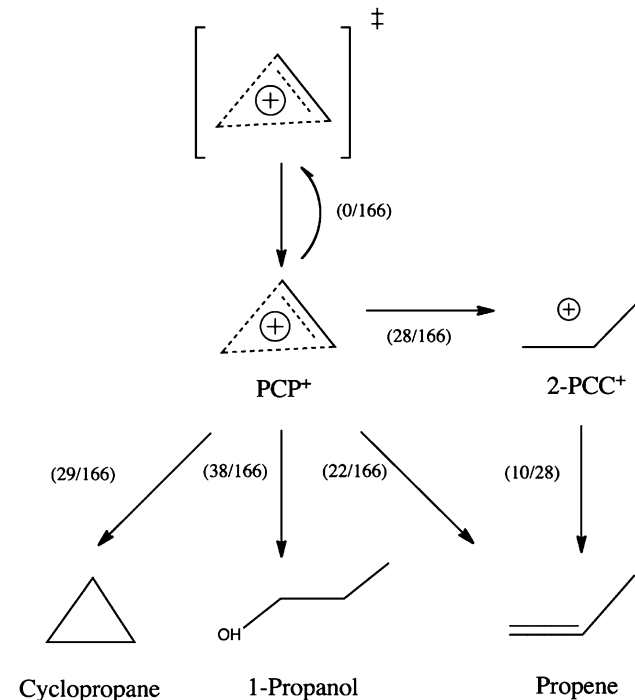 ‡
(0/166)
(28/166)
PCP⁺
2-PCC⁺
(29/166)
(38/166)
(22/166)
(10/28)
OH
Cyclopropane
1-Propanol
Propene